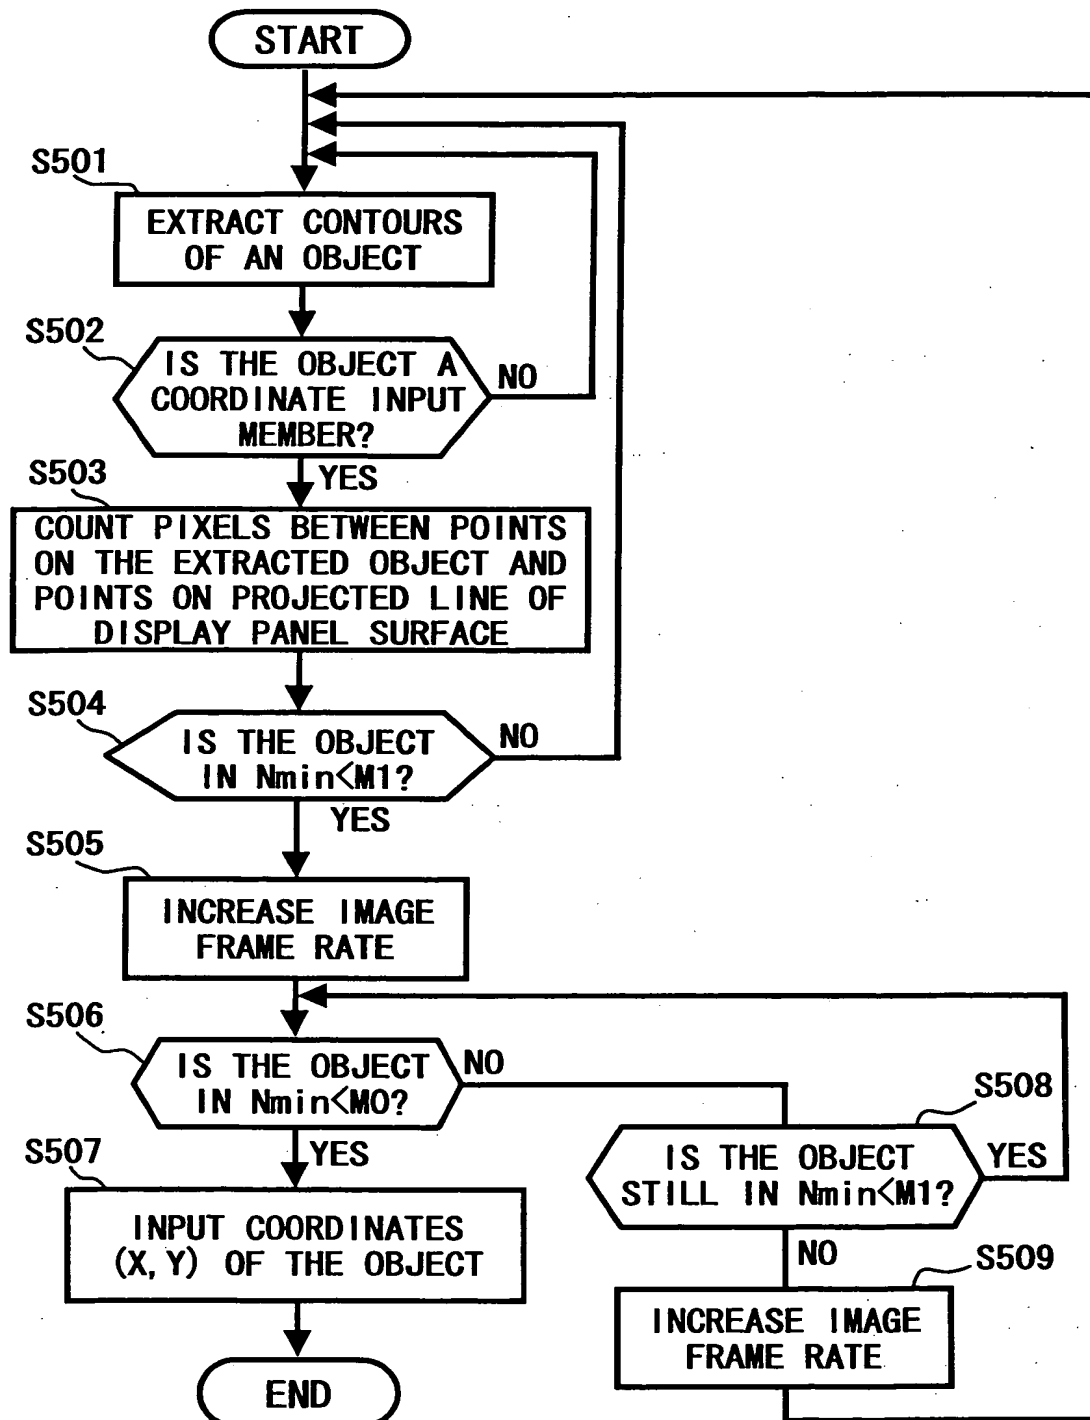 START
S501
EXTRACT CONTOURS
OF AN OBJECT
S502
IS THE OBJECT A
COORDINATE INPUT
MEMBER?
NO
YES
S503
COUNT PIXELS BETWEEN POINTS
ON THE EXTRACTED OBJECT AND
POINTS ON PROJECTED LINE OF
DISPLAY PANEL SURFACE
S504
IS THE OBJECT
IN Nmin<M1?
NO
YES
S505
INCREASE IMAGE
FRAME RATE
S506
IS THE OBJECT
IN Nmin<M0?
NO
YES
S507
INPUT COORDINATES
(X, Y) OF THE OBJECT
END
S508
IS THE OBJECT
STILL IN Nmin<M1?
YES
NO
S509
INCREASE IMAGE
FRAME RATE